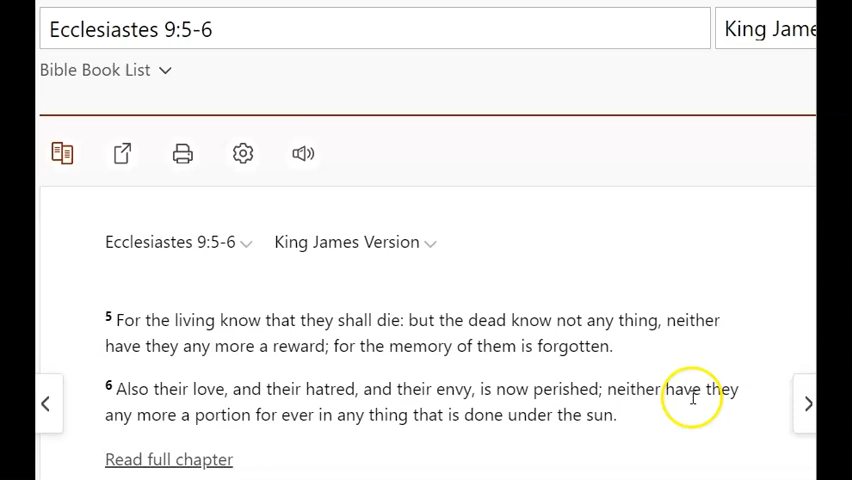 Ecclesiastes 9:5-6 King Jame
Bible Book List
Ecclesiastes 9:5-6 King James Version
5 For the living know that they shall die: but the dead know not any thing, neither
have they any more a reward; for the memory of them is forgotten.
6 Also their love, and their hatred, and their envy, is now perished; neither have they
any more a portion for ever in any thing that is done under the sun.
Read full chapter